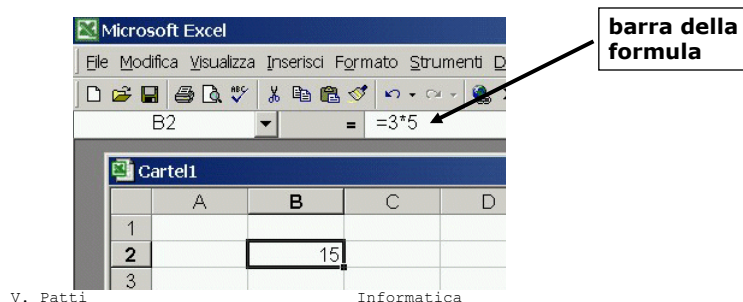 Microsoft Excel
barra della
formula
File Modifica Visualizza Inserisci Formato Strumenti D
ABC
B2 = =3*5
Cartel1
A B C D
1
2 15
3
V. Patti Informatica